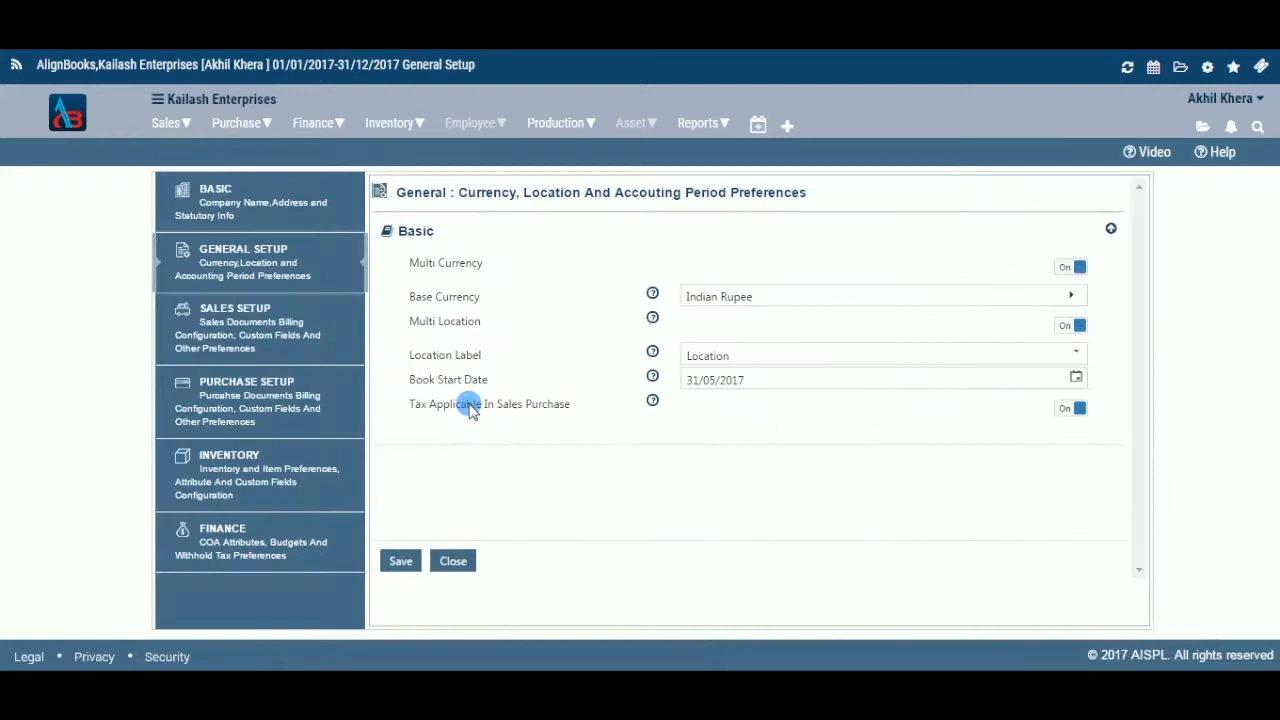 AlignBooks,Kailash Enterprises [Akhil Khera ] 01/01/2017-31/12/2017 General Setup
Kailash Enterprises
Akhil Khera
Sales Purchase Finance Inventory Employee Production Asset Reports
Video Help
BASIC
Company Name,Address and
Statutory Info
GENERAL SETUP
Currency,Location and
Accounting Period Preferences
SALES SETUP
Sales Documents Billing
Configuration, Custom Fields And
Other Preferences
PURCHASE SETUP
Purcahse Documents Billing
Configuration, Custom Fields And
Other Preferences
INVENTORY
Inventory and Item Preferences,
Attribute And Custom Fields
Configuration
FINANCE
COA Attributes, Budgets And
Withhold Tax Preferences
General : Currency, Location And Accouting Period Preferences
Basic
Multi Currency On
Base Currency Indian Rupee
Multi Location On
Location Label Location
Book Start Date 31/05/2017
Tax Applicable In Sales Purchase On
Save Close
Legal • Privacy • Security
© 2017 AISPL. All rights reserved